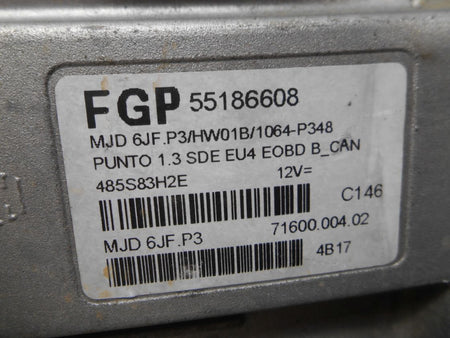 FGP 55186608
MJD 6JF.P3/HW01B/1064-P348
PUNTO 1.3 SDE EU4 EOBD B_CAN
485S83H2E 12V=
C146
MJD 6JF.P3 71600.004.02
4B17